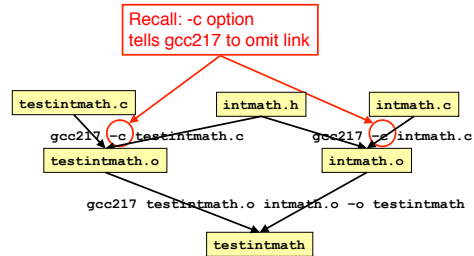 Recall: -c option
tells gcc217 to omit link
testintmath.c
intmath.h
intmath.c
gcc217 –c testintmath.c
gcc217 –c intmath.c
testintmath.o
intmath.o
gcc217 testintmath.o intmath.o –o testintmath
testintmath